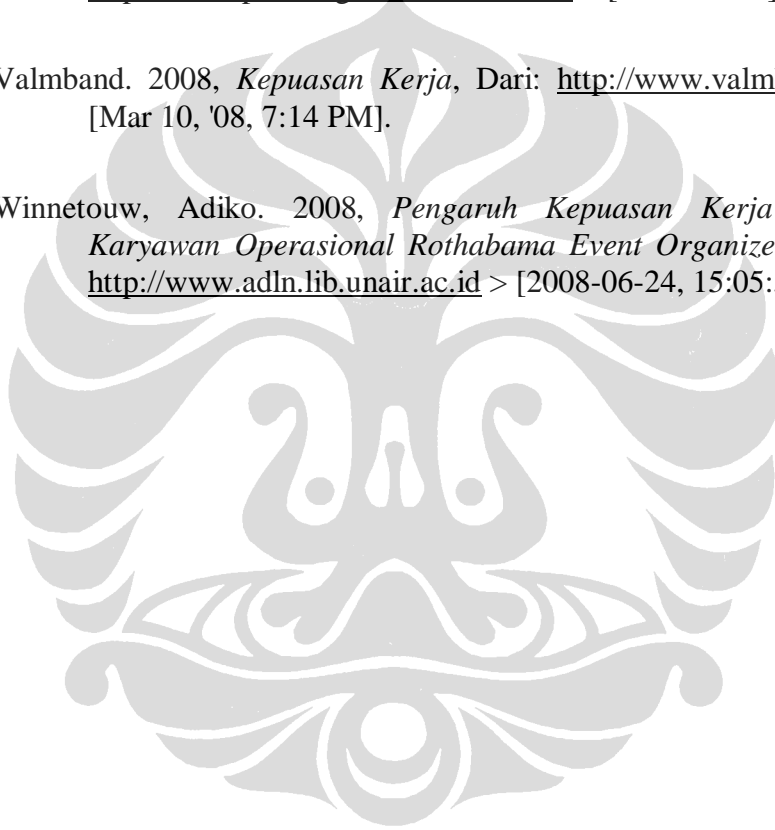 Valmband. 2008, Kepuasan Kerja, Dari: http://www.valm
[Mar 10, '08, 7:14 PM].
Winnetouw, Adiko. 2008, Pengaruh Kepuasan Kerja
Karyawan Operasional Rothabama Event Organize
http://www.adln.lib.unair.ac.id > [2008-06-24, 15:05: